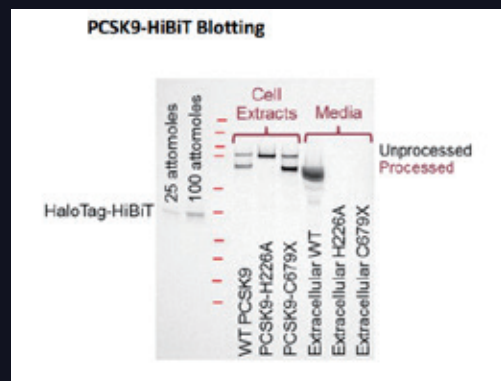 PCSK9-HiBiT Blotting
Cell
Extracts
Media
25 attomoles
100 attomoles
Unprocessed
Processed
HaloTag-HiBiT
WT PCSK9
PCSK9-H226A
PCSK9-C679X
Extracellular WT
Extracellular H226A
Extracellular C679X